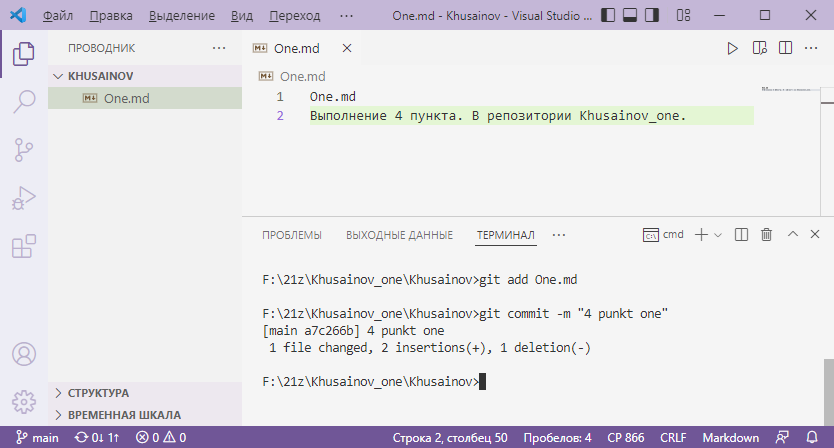 Файл Правка Выделение Вид Переход ··· One.md - Khusainov - Visual Studio ...
ПРОВОДНИК ···
KHUSAINOV
One.md
СТРУКТУРА
ВРЕМЕННАЯ ШКАЛА
One.md
One.md
1 One.md
2 Выполнение 4 пункта. В репозитории Khusainov_one.
ПРОБЛЕМЫ ВЫХОДНЫЕ ДАННЫЕ ТЕРМИНАЛ ··· cmd
F:\21z\Khusainov_one\Khusainov>git add One.md
F:\21z\Khusainov_one\Khusainov>git commit -m "4 punkt one"
[main a7c266b] 4 punkt one
1 file changed, 2 insertions(+), 1 deletion(-)
F:\21z\Khusainov_one\Khusainov>
main 0↓ 1↑ 0 0 Строка 2, столбец 50 Пробелов: 4 CP 866 CRLF Markdown